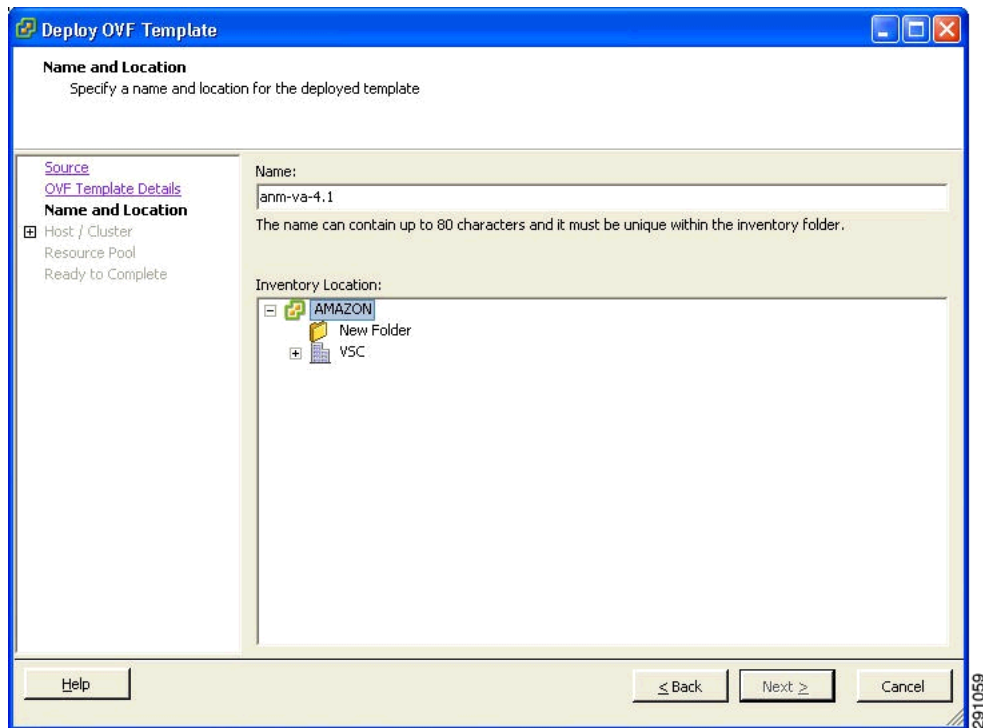 Deploy OVF Template
Name and Location
Specify a name and location for the deployed template
Source
OVF Template Details
Name and Location
Host / Cluster
Resource Pool
Ready to Complete
Name:
anm-va-4.1
The name can contain up to 80 characters and it must be unique within the inventory folder.
Inventory Location:
AMAZON
New Folder
VSC
Help
< Back
Next >
Cancel
291059